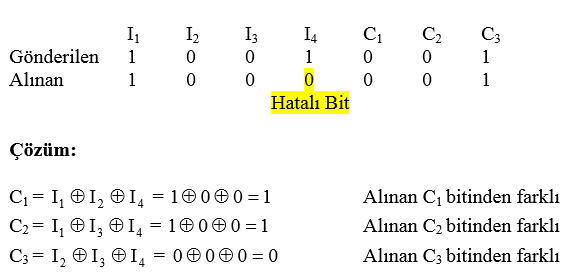 I₁ I₂ I₃ I₄ C₁ C₂ C₃
Gönderilen 1 0 0 1 0 0 1
Alınan 1 0 0 0 0 0 1
Hatalı Bit
Çözüm:
C₁ = I₁ ⊕ I₂ ⊕ I₄ = 1⊕0⊕0 = 1 Alınan C₁ bitinden farklı
C₂ = I₁ ⊕ I₃ ⊕ I₄ = 1⊕0⊕0 = 1 Alınan C₂ bitinden farklı
C₃ = I₂ ⊕ I₃ ⊕ I₄ = 0⊕0⊕0 = 0 Alınan C₃ bitinden farklı